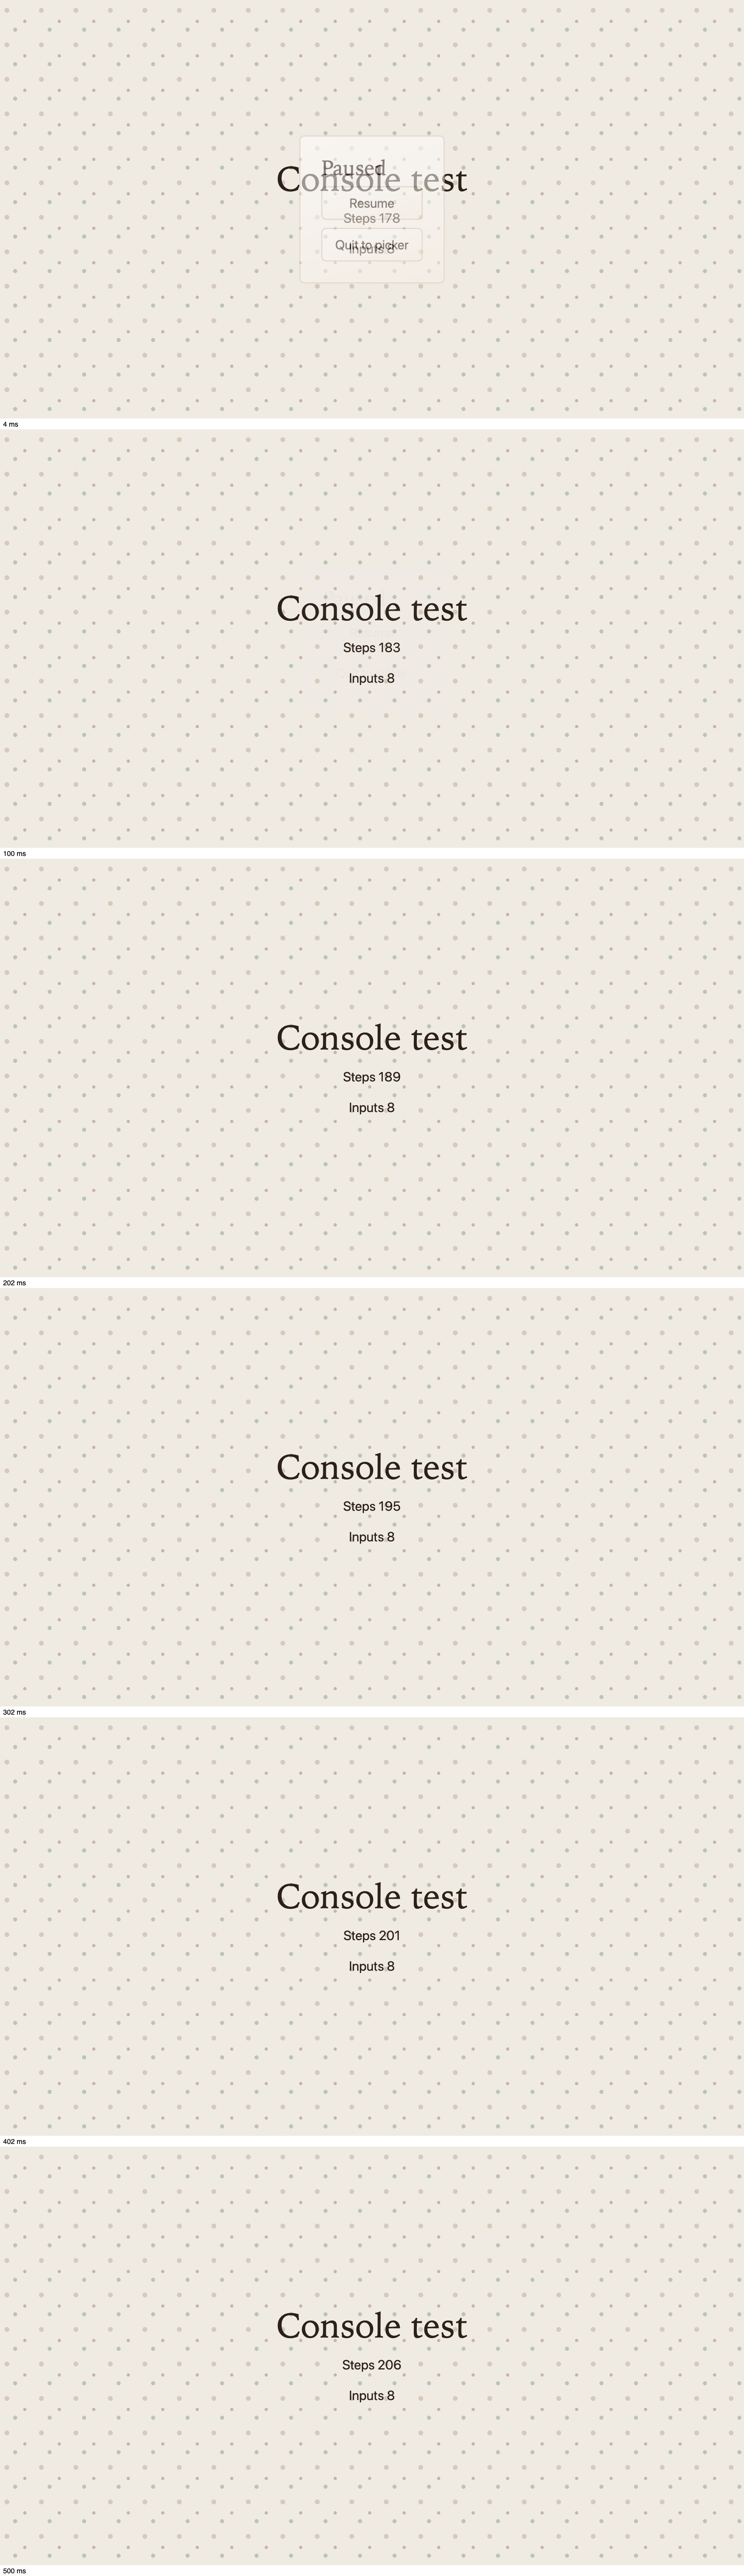 Paused
Console test
Resume
Steps 178
Quit to picker
Inputs 8
4 ms
Console test
Steps 183
Inputs 8
100 ms
Console test
Steps 189
Inputs 8
202 ms
Console test
Steps 195
Inputs 8
302 ms
Console test
Steps 201
Inputs 8
402 ms
Console test
Steps 206
Inputs 8
500 ms